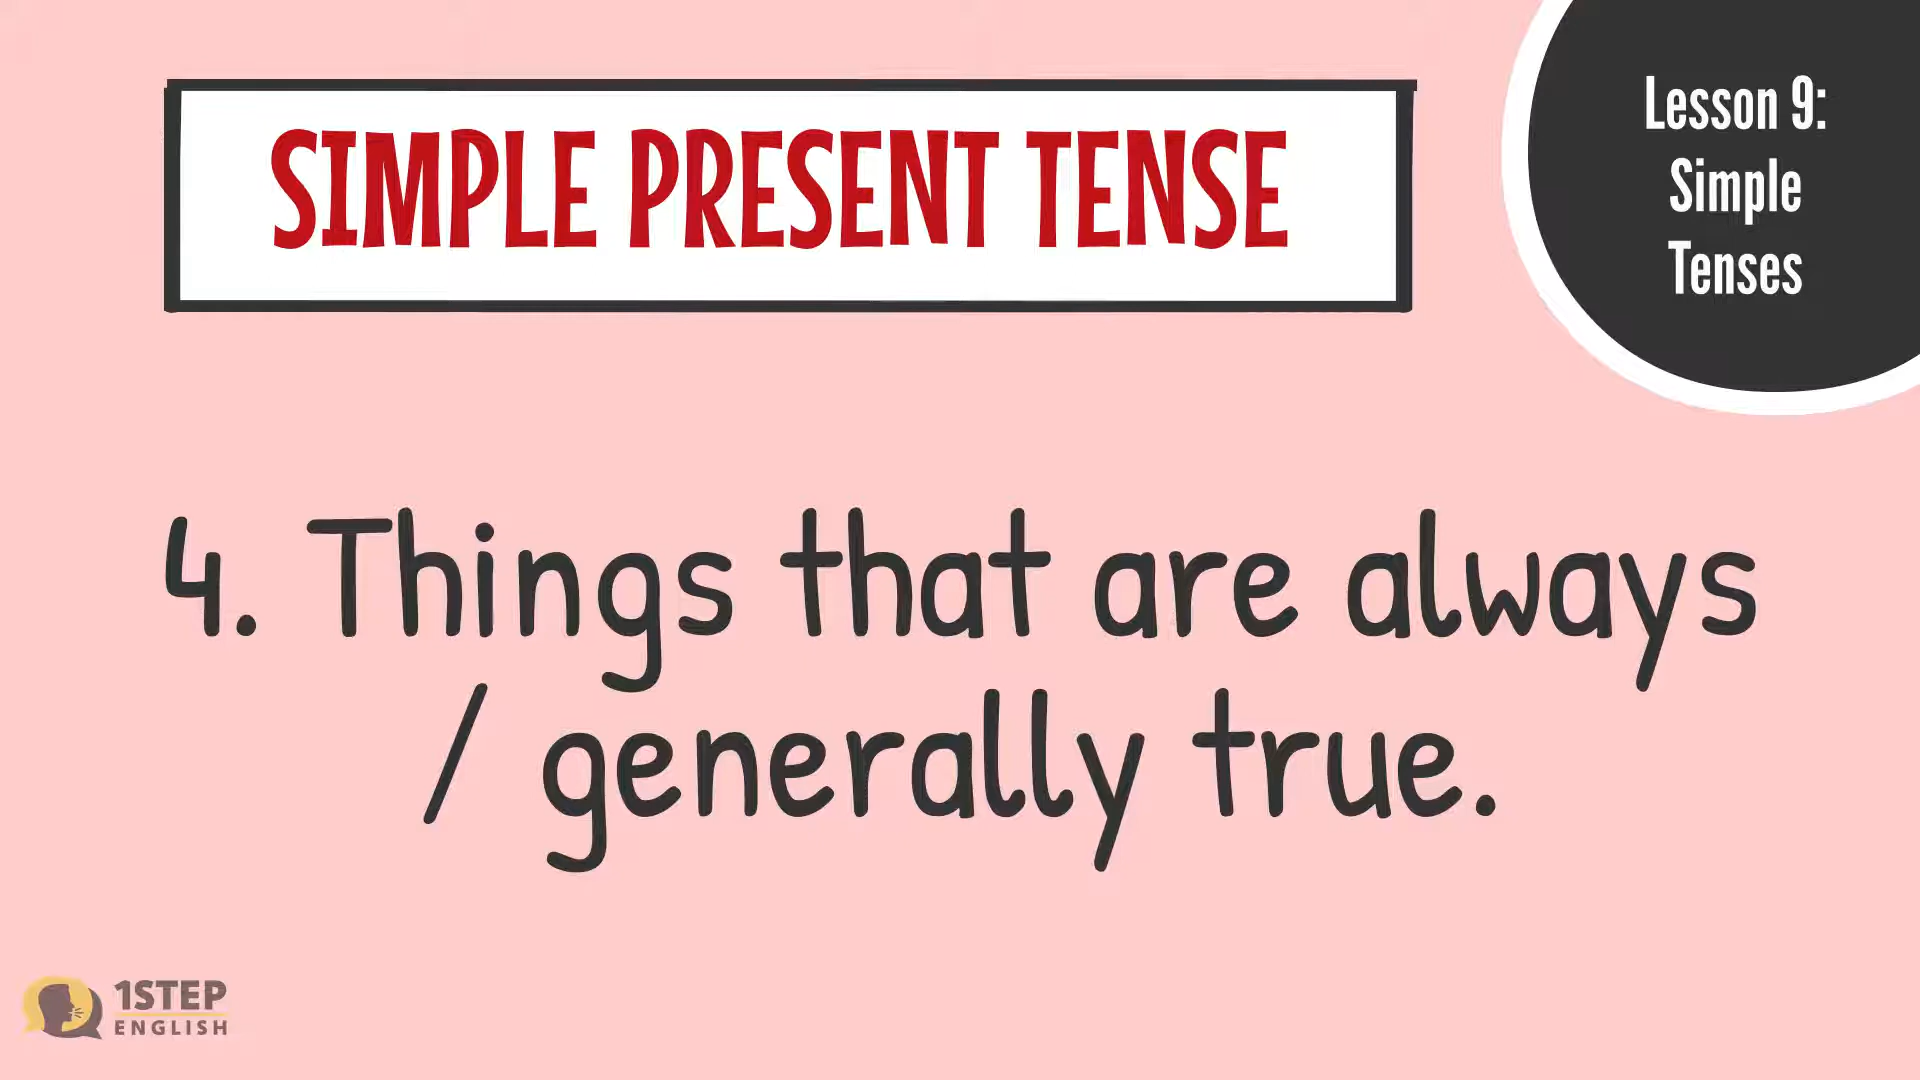 SIMPLE PRESENT TENSE
Lesson 9:
Simple
Tenses
4. Things that are always
/ generally true.
1STEP
ENGLISH